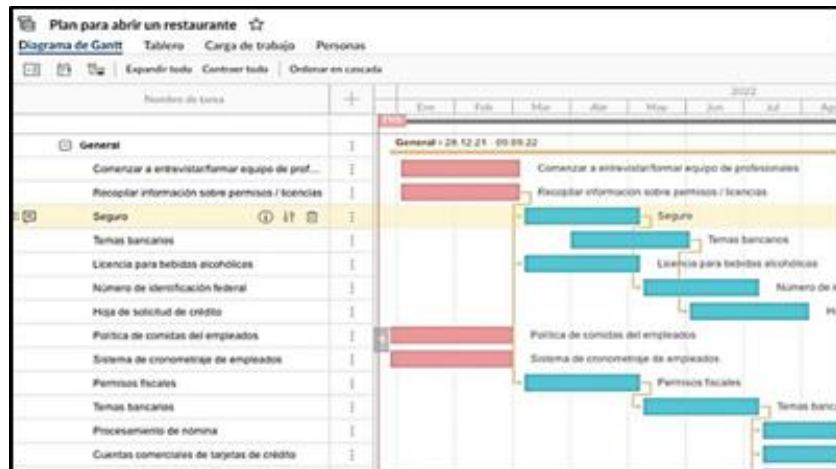 Plan para abrir un restaurante
Diagrama de Gantt Tablero Carga de trabajo Personas
Expandir todo Contraer todo Ordenar en cascada
Nombre de tarea
2022
Ene Feb Mar Abr May Jun Jul
General
General - 28.12.21 - 09.09.22
Comenzar a entrevistar/formar equipo de prof... Comenzar a entrevistar/formar equipo de profesionales
Recopilar información sobre permisos / licencias Recopilar información sobre permisos / licencias
Seguro Seguro
Temas bancarios Temas bancarios
Licencia para bebidas alcohólicas Licencia para bebidas alcohólicas
Número de identificación federal Número de
Hoja de solicitud de crédito
Política de comidas del empleados Política de comidas del empleados
Sistema de cronometraje de empleados Sistema de cronometraje de empleados
Permisos fiscales Permisos fiscales
Temas bancarios Temas banc
Procesamiento de nómina
Cuentas comerciales de tarjetas de crédito